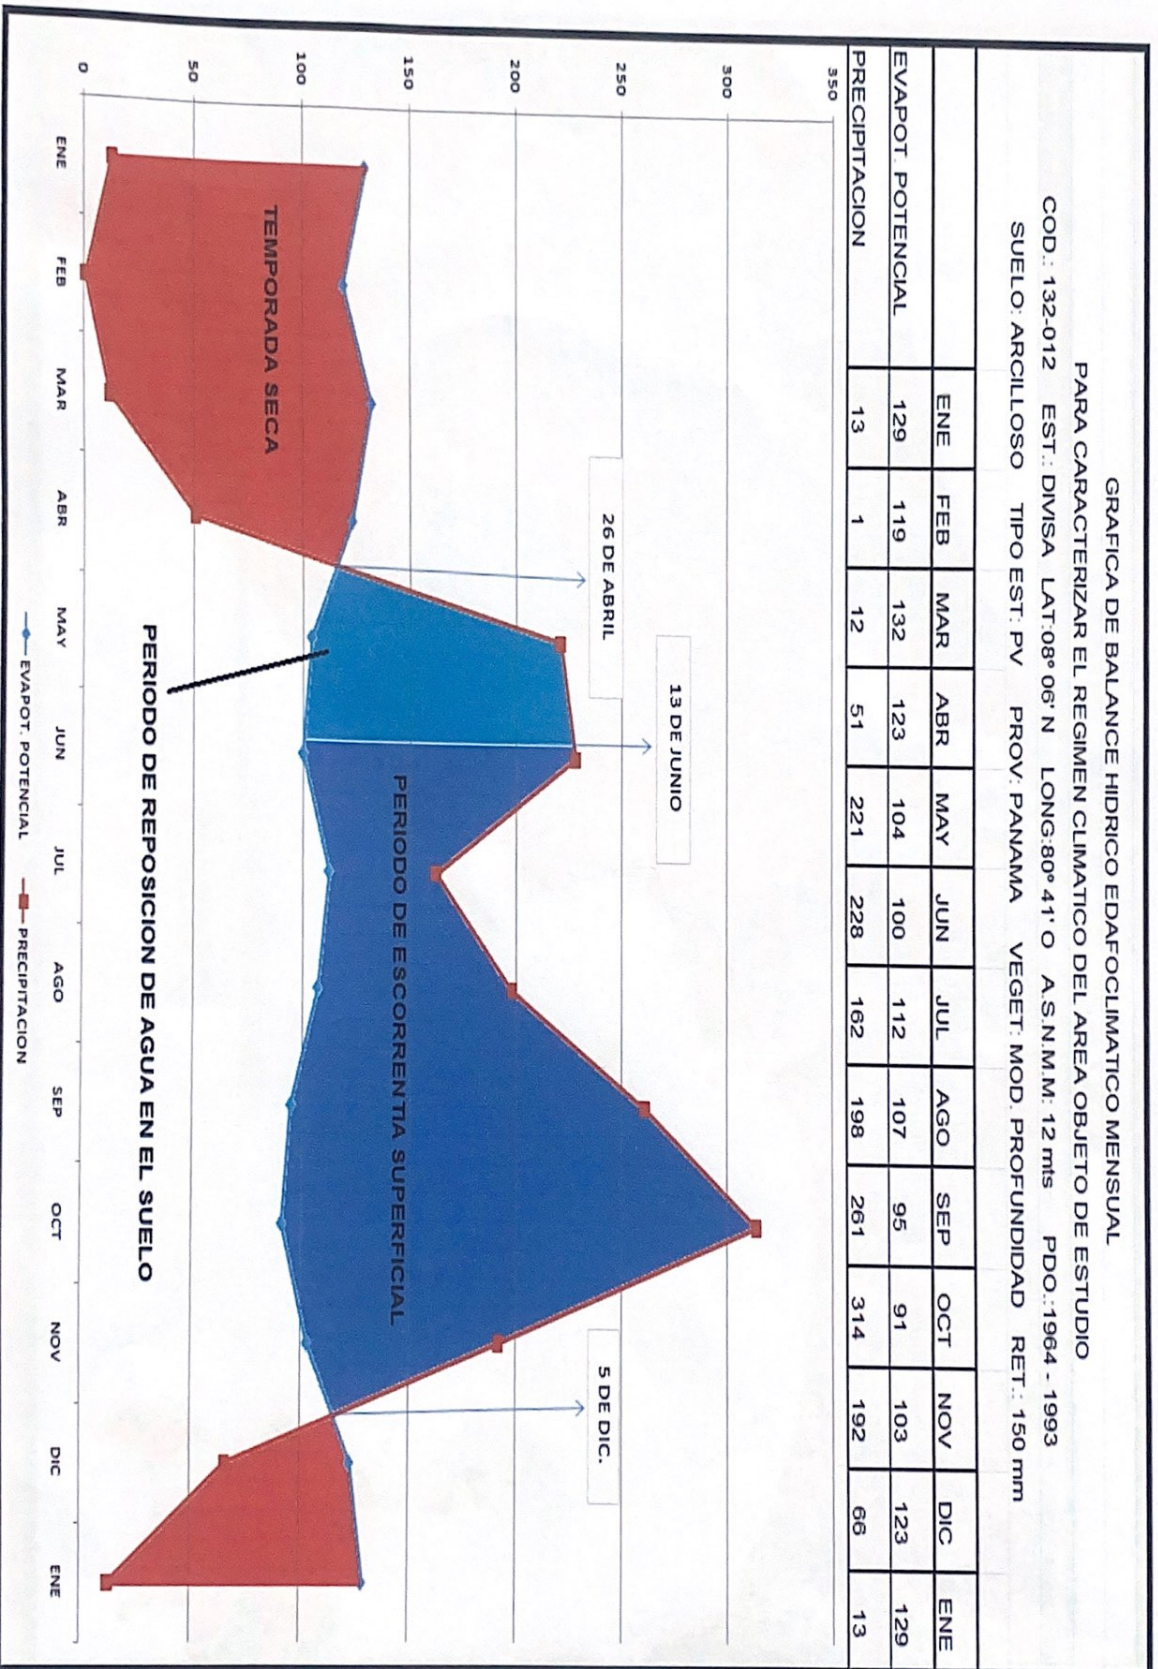 GRAFICA DE BALANCE HIDRICO EDAFOCLIMATICO MENSUAL
PARA CARACTERIZAR EL REGIMEN CLIMATICO DEL AREA OBJETO DE ESTUDIO
COD.: 132-012 EST.: DIVISA LAT:08° 06' N LONG:80° 41' O A.S.N.M.M: 12 mts PDO.:1964 - 1993
SUELO: ARCILLOSO TIPO EST: PV PROV: PANAMA VEGET: MOD. PROFUNDIDAD RET.: 150 mm
ENE FEB MAR ABR MAY JUN JUL AGO SEP OCT NOV DIC ENE
EVAPOT. POTENCIAL 129 119 132 123 104 100 112 107 95 91 103 123 129
PRECIPITACION 13 1 12 51 221 228 162 198 261 314 192 66 13
350
300
250
200
150
100
50
0
13 DE JUNIO
26 DE ABRIL
5 DE DIC.
TEMPORADA SECA
PERIODO DE ESCORRENTIA SUPERFICIAL
PERIODO DE REPOSICION DE AGUA EN EL SUELO
ENE FEB MAR ABR MAY JUN JUL AGO SEP OCT NOV DIC ENE
EVAPOT. POTENCIAL PRECIPITACION